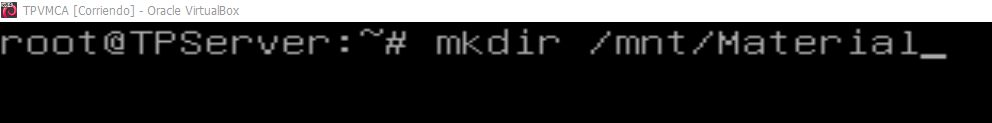 TPVMCA [Corriendo] - Oracle VirtualBox
root@TPServer:~# mkdir /mnt/Material_